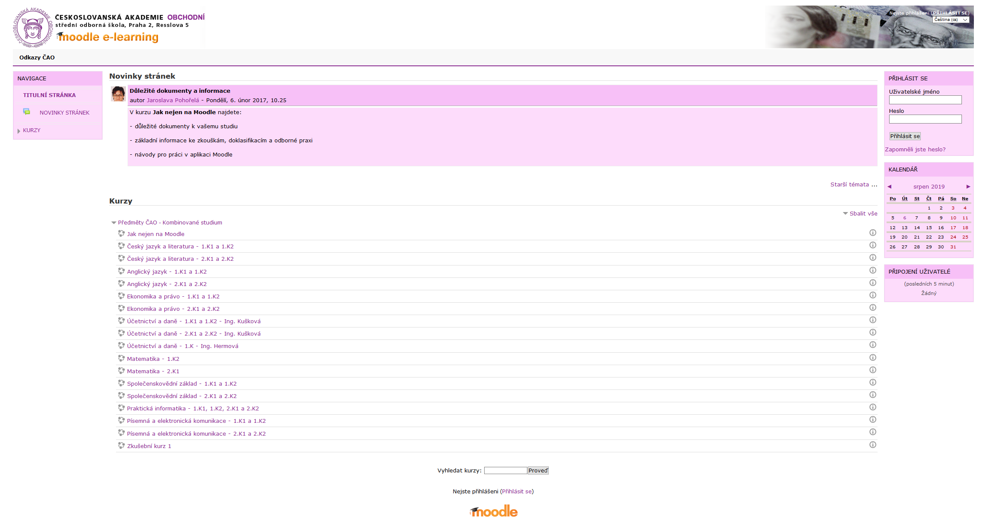 ČESKOSLOVANSKÁ AKADEMIE OBCHODNÍ
ČESKOSLOVANSKÁ AKADEMIE OBCHODNÍ
střední odborná škola, Praha 2, Resslova 5
moodle e-learning
Nejste přihlášeni (PŘIHLÁSIT SE)
Čeština (cs)
Odkazy ČAO
NAVIGACE
TITULNÍ STRÁNKA
NOVINKY STRÁNEK
KURZY
Novinky stránek
Důležité dokumenty a informace
autor Jaroslava Pohořelá - Pondělí, 6. únor 2017, 10.25
V kurzu Jak nejen na Moodle najdete:
- důležité dokumenty k vašemu studiu
- základní informace ke zkouškám, doklasifikacím a odborné praxi
- návody pro práci v aplikaci Moodle
Starší témata ...
Kurzy
Sbalit vše
Předměty ČAO - Kombinované studium
Jak nejen na Moodle
Český jazyk a literatura - 1.K1 a 1.K2
Český jazyk a literatura - 2.K1 a 2.K2
Anglický jazyk - 1.K1 a 1.K2
Anglický jazyk - 2.K1 a 2.K2
Ekonomika a právo - 1.K1 a 1.K2
Ekonomika a právo - 2.K1 a 2.K2
Účetnictví a daně - 1.K1 a 1.K2 - Ing. Kušková
Účetnictví a daně - 2.K1 a 2.K2 - Ing. Kušková
Účetnictví a daně - 1.K - Ing. Hermová
Matematika - 1.K2
Matematika - 2.K1
Společenskovědní základ - 1.K1 a 1.K2
Společenskovědní základ - 2.K1 a 2.K2
Praktická informatika - 1.K1, 1.K2, 2.K1 a 2.K2
Písemná a elektronická komunikace - 1.K1 a 1.K2
Písemná a elektronická komunikace - 2.K1 a 2.K2
Zkušební kurz 1
Vyhledat kurzy: Proveď
PŘIHLÁSIT SE
Uživatelské jméno
Heslo
Přihlásit se
Zapomněli jste heslo?
KALENDÁŘ
srpen 2019
Po Út St Čt Pá So Ne
1 2 3 4
5 6 7 8 9 10 11
12 13 14 15 16 17 18
19 20 21 22 23 24 25
26 27 28 29 30 31
PŘIPOJENÍ UŽIVATELÉ
(posledních 5 minut)
Žádný
Nejste přihlášeni (Přihlásit se)
moodle